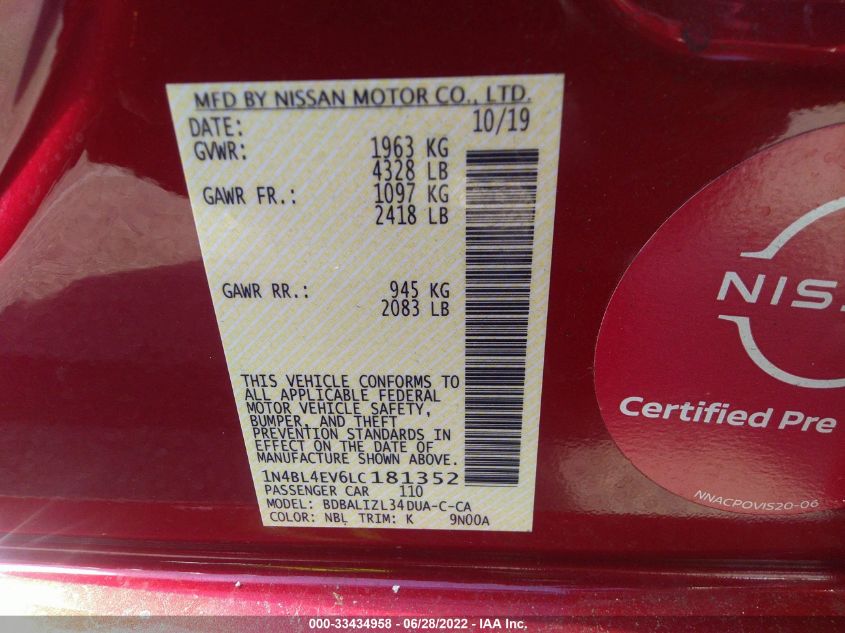 MFD BY NISSAN MOTOR CO., LTD.
DATE: 10/19
GVWR: 1963 KG
4328 LB
GAWR FR.: 1097 KG
2418 LB
GAWR RR.: 945 KG
2083 LB
THIS VEHICLE CONFORMS TO
ALL APPLICABLE FEDERAL
MOTOR VEHICLE SAFETY,
BUMPER, AND THEFT
PREVENTION STANDARDS IN
EFFECT ON THE DATE OF
MANUFACTURE SHOWN ABOVE.
1N4BL4EV6LC181352
PASSENGER CAR 110
MODEL: BDBALIZL34DUA-C-CA
COLOR: NBL TRIM: K 9N00A
NISS
Certified Pre
NNACPOVIS20-06
000-33434958 - 06/28/2022 - IAA Inc.